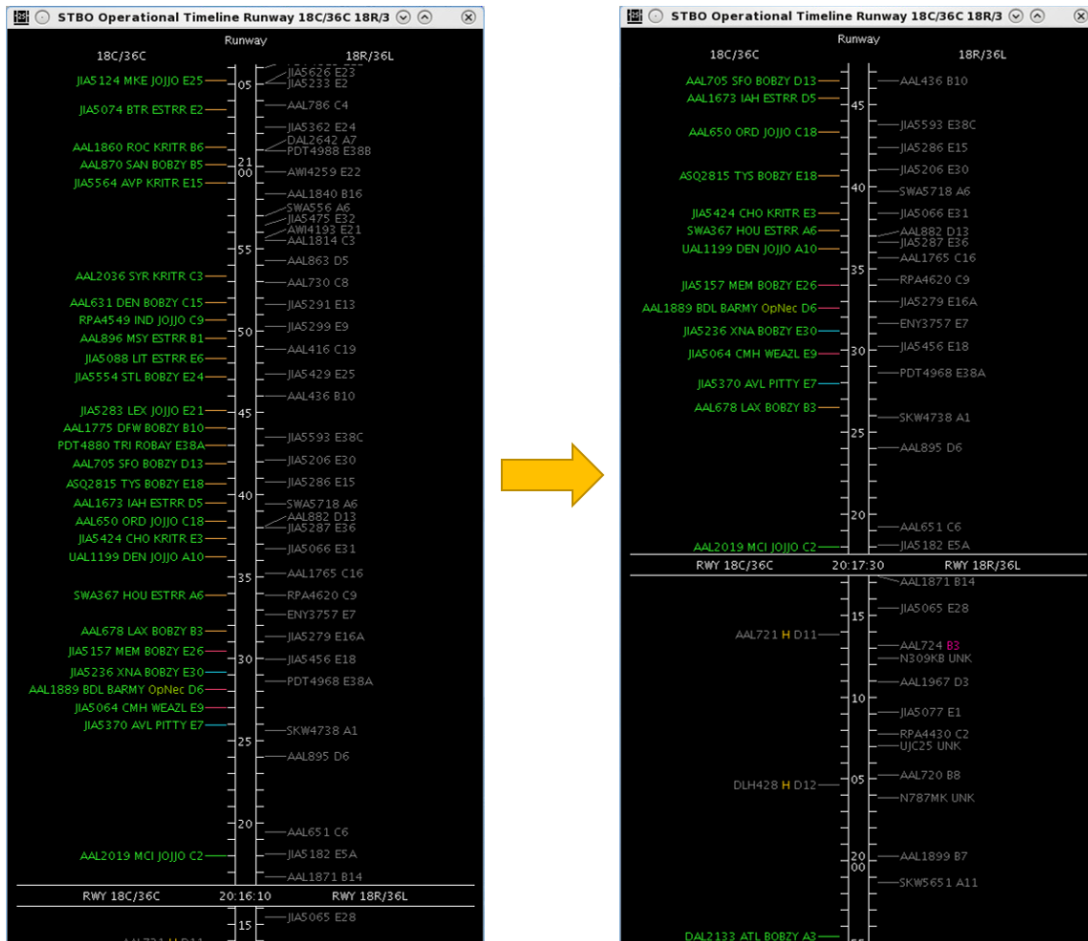 STBO Operational Timeline Runway 18C/36C 18R/3
Runway
18C/36C 18R/36L
JIA5626 E23
JIA5124 MKE JOJJO E25 05 JIA5233 E2
AAL786 C4
JIA5074 BTR ESTRR E2
JIA5362 E24
DAL2642 A7
AAL1860 ROC KRITR B6 PDT4988 E38B
AAL870 SAN BOBZY B5 21
00 AWI4259 E22
JIA5564 AVP KRITR E15
AAL1840 B16
SWA556 A6
JIA5475 E32
AWI4193 E21
55 AAL1814 C3
AAL863 D5
AAL2036 SYR KRITR C3 AAL730 C8
AAL631 DEN BOBZY C15 JIA5291 E13
RPA4549 IND JOJJO C9 JIA5299 E9
50
AAL896 MSY ESTRR B1 AAL416 C19
JIA5088 LIT ESTRR E6
JIA5554 STL BOBZY E24 JIA5429 E25
AAL436 B10
JIA5283 LEX JOJJO E21 45
AAL1775 DFW BOBZY B10 JIA5593 E38C
PDT4880 TRI ROBAY E38A
AAL705 SFO BOBZY D13 JIA5206 E30
ASQ2815 TYS BOBZY E18 JIA5286 E15
40
AAL1673 IAH ESTRR D5 SWA5718 A6
AAL650 ORD JOJJO C18 AAL882 D13
JIA5287 E36
JIA5424 CHO KRITR E3
UAL1199 DEN JOJJO A10 JIA5066 E31
35 AAL1765 C16
SWA367 HOU ESTRR A6 RPA4620 C9
ENY3757 E7
AAL678 LAX BOBZY B3 JIA5279 E16A
JIA5157 MEM BOBZY E26 30 JIA5456 E18
JIA5236 XNA BOBZY E30
AAL1889 BDL BARMY OpNec D6 PDT4968 E38A
JIA5064 CMH WEAZL E9
JIA5370 AVL PITTY E7 SKW4738 A1
25
AAL895 D6
20
AAL651 C6
AAL2019 MCI JOJJO C2 JIA5182 E5A
AAL1871 B14
RWY 18C/36C 20:16:10 RWY 18R/36L
15 JIA5065 E28
STBO Operational Timeline Runway 18C/36C 18R/3
Runway
18C/36C 18R/36L
AAL705 SFO BOBZY D13 AAL436 B10
AAL1673 IAH ESTRR D5 45
JIA5593 E38C
AAL650 ORD JOJJO C18 JIA5286 E15
JIA5206 E30
ASQ2815 TYS BOBZY E18
40 SWA5718 A6
JIA5424 CHO KRITR E3 JIA5066 E31
SWA367 HOU ESTRR A6 AAL882 D13
JIA5287 E36
UAL1199 DEN JOJJO A10 AAL1765 C16
35
RPA4620 C9
JIA5157 MEM BOBZY E26
JIA5279 E16A
AAL1889 BDL BARMY OpNec D6
ENY3757 E7
JIA5236 XNA BOBZY E30
JIA5456 E18
JIA5064 CMH WEAZL E9 30
PDT4968 E38A
JIA5370 AVL PITTY E7
AAL678 LAX BOBZY B3 SKW4738 A1
25
AAL895 D6
20
AAL651 C6
AAL2019 MCI JOJJO C2 JIA5182 E5A
RWY 18C/36C 20:17:30 RWY 18R/36L
AAL1871 B14
15 JIA5065 E28
AAL721 H D11
AAL724 B3
N309KB UNK
AAL1967 D3
10
JIA5077 E1
RPA4430 C2
UJC25 UNK
05 AAL720 B8
DLH428 H D12
N787MK UNK
20
00 AAL1899 B7
SKW5651 A11
DAL2133 ATL BOBZY A3